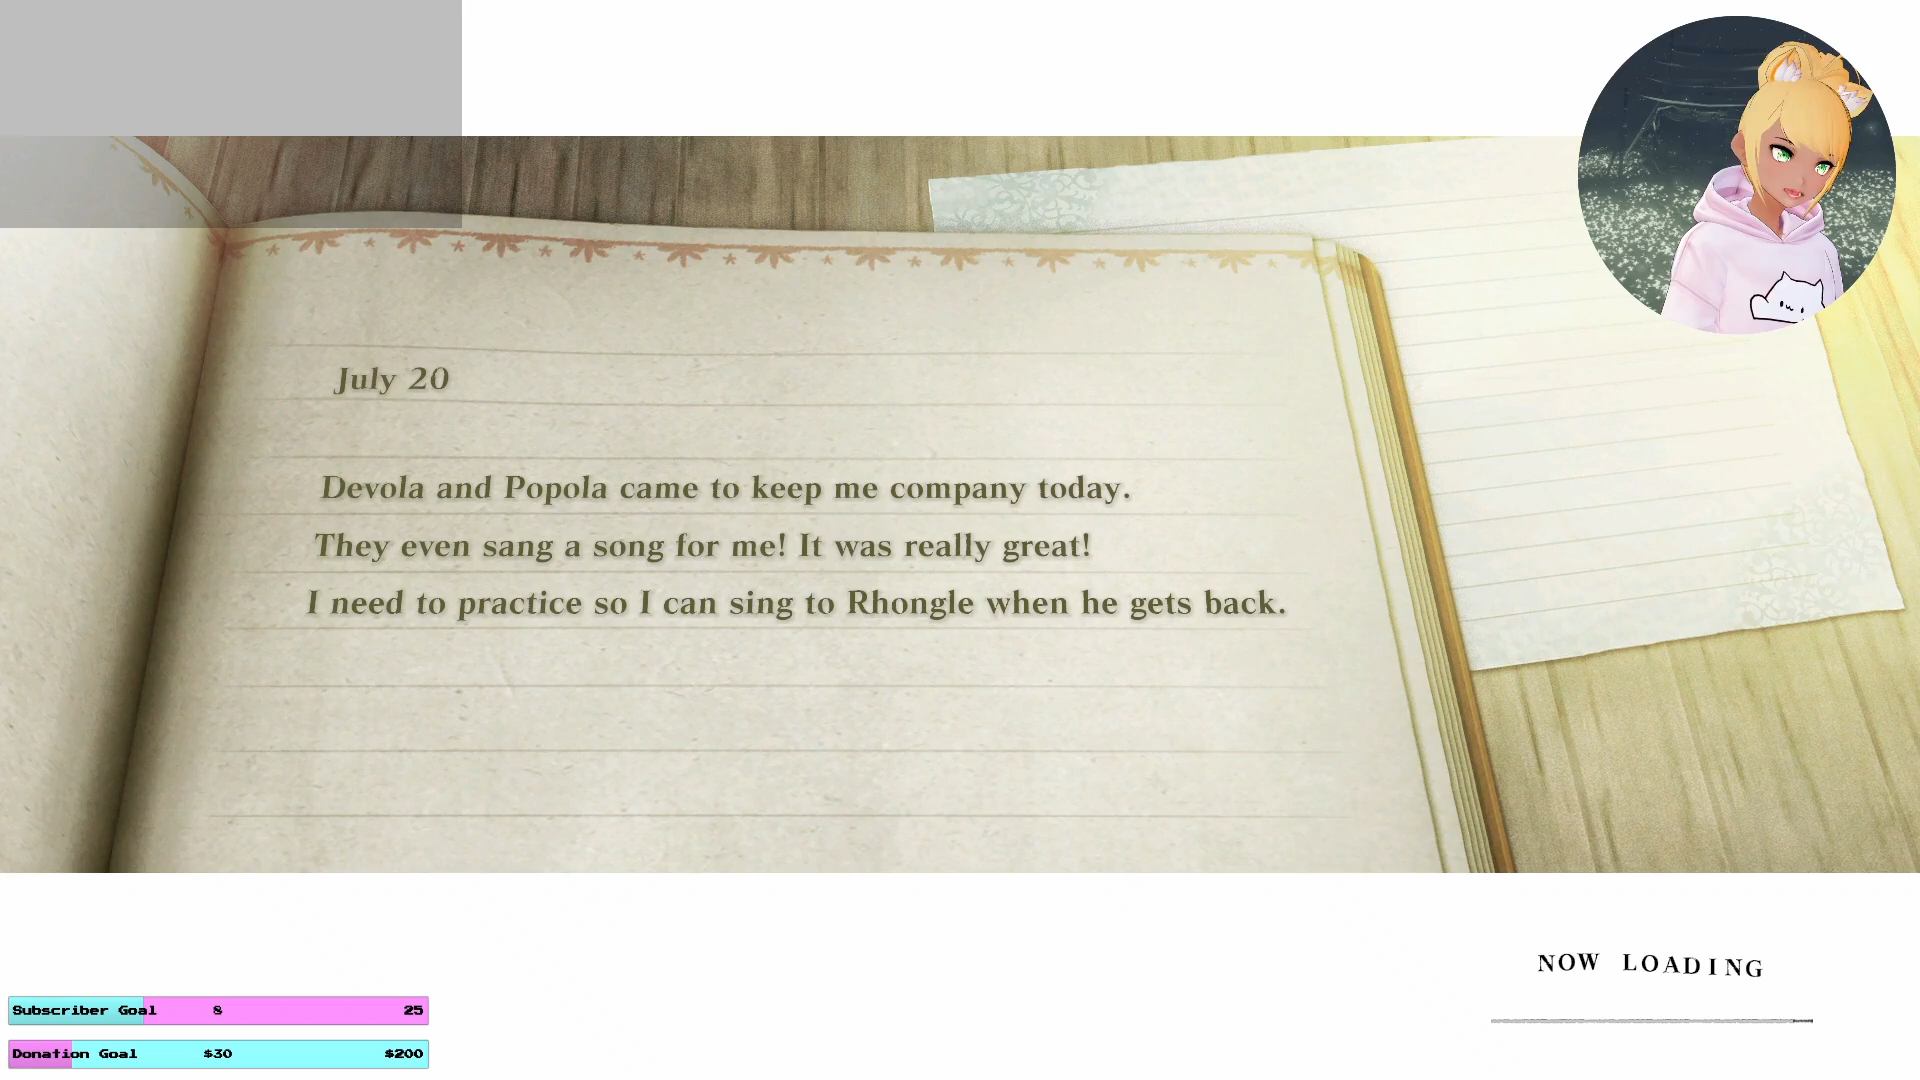 July 20
Devola and Popola came to keep me company today.
They even sang a song for me! It was really great!
I need to practice so I can sing to Rhongle when he gets back.
NOW LOADING
Subscriber Goal 8 25
Donation Goal $30 $200